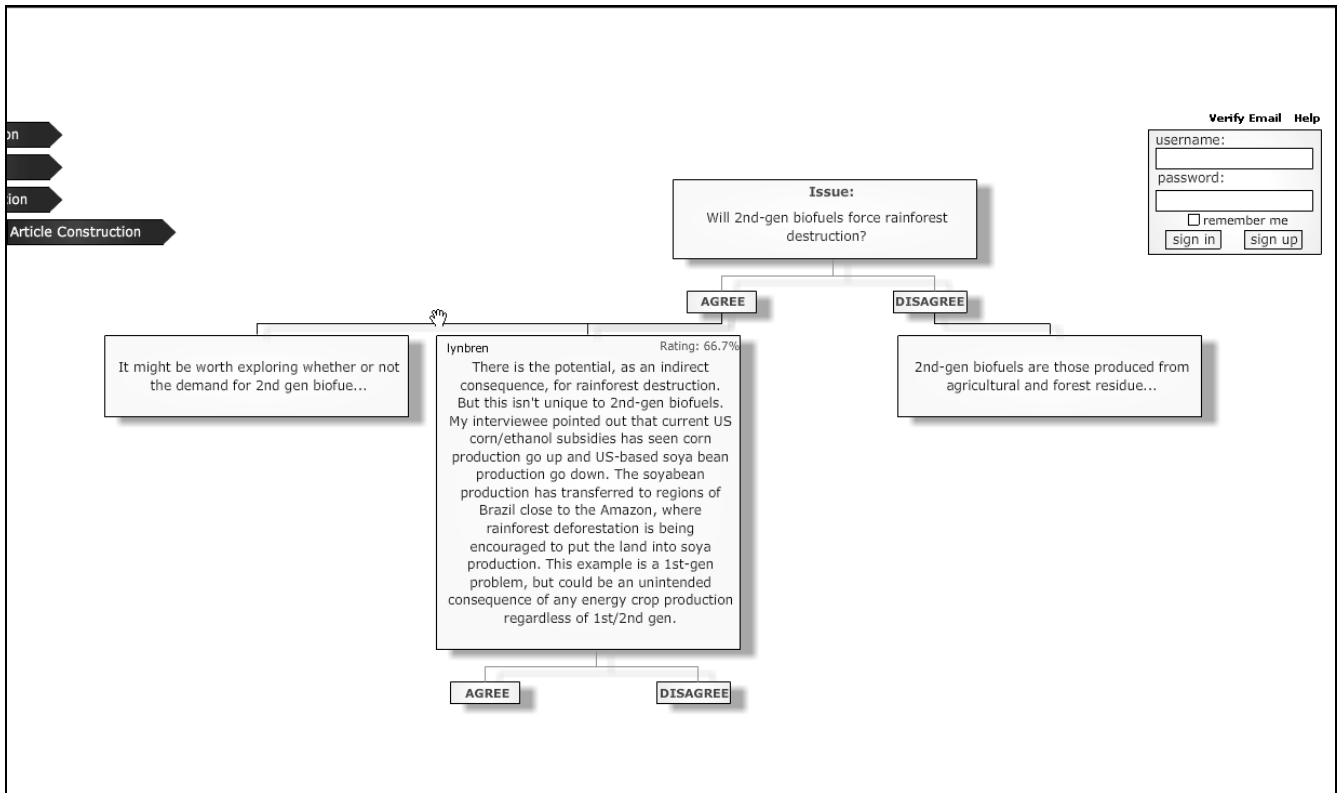 Verify Email Help
on
username:
password:
tion
remember me
Article Construction
sign in sign up
Issue:
Will 2nd-gen biofuels force rainforest
destruction?
AGREE
DISAGREE
It might be worth exploring whether or not
the demand for 2nd gen biofue...
lynbren Rating: 66.7%
There is the potential, as an indirect
consequence, for rainforest destruction.
But this isn't unique to 2nd-gen biofuels.
My interviewee pointed out that current US
corn/ethanol subsidies has seen corn
production go up and US-based soya bean
production go down. The soyabean
production has transferred to regions of
Brazil close to the Amazon, where
rainforest deforestation is being
encouraged to put the land into soya
production. This example is a 1st-gen
problem, but could be an unintended
consequence of any energy crop production
regardless of 1st/2nd gen.
2nd-gen biofuels are those produced from
agricultural and forest residue...
AGREE
DISAGREE